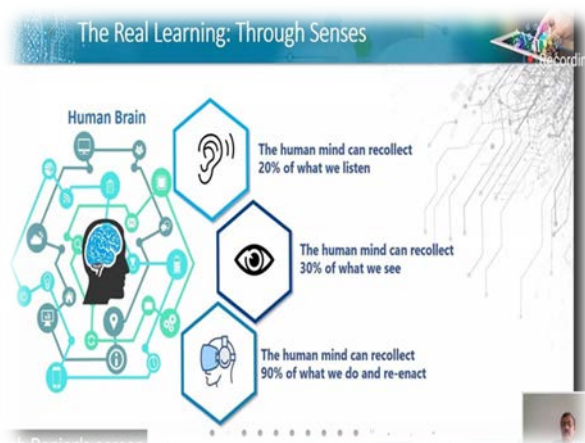 The Real Learning: Through Senses
Recordin
Human Brain
The human mind can recollect
20% of what we listen
The human mind can recollect
30% of what we see
The human mind can recollect
90% of what we do and re-enact